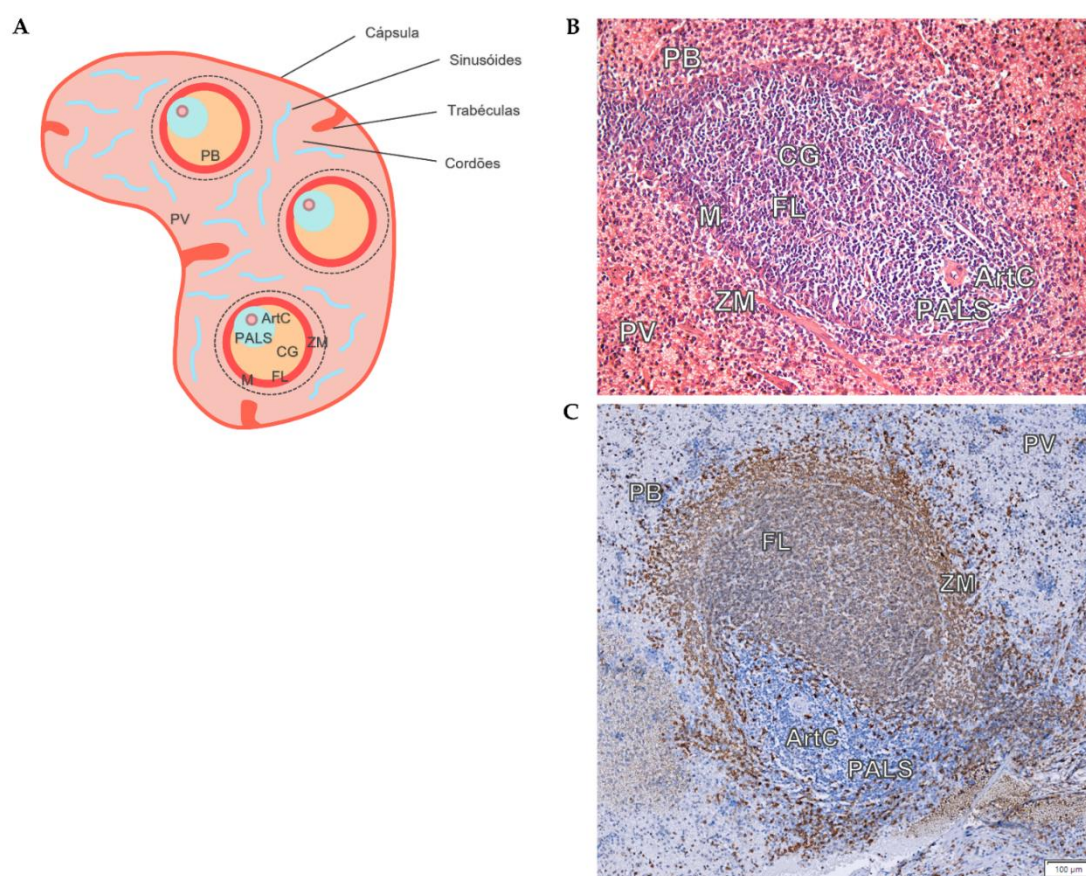 A
Cápsula
Sinusóides
Trabéculas
Cordões
PB
PV
ArtC
PALS
ZM
CG
M
FL
B
PB
CG
M
FL
ArtC
ZM
PALS
PV
C
PV
PB
FL
ZM
ArtC
PALS
100 µm